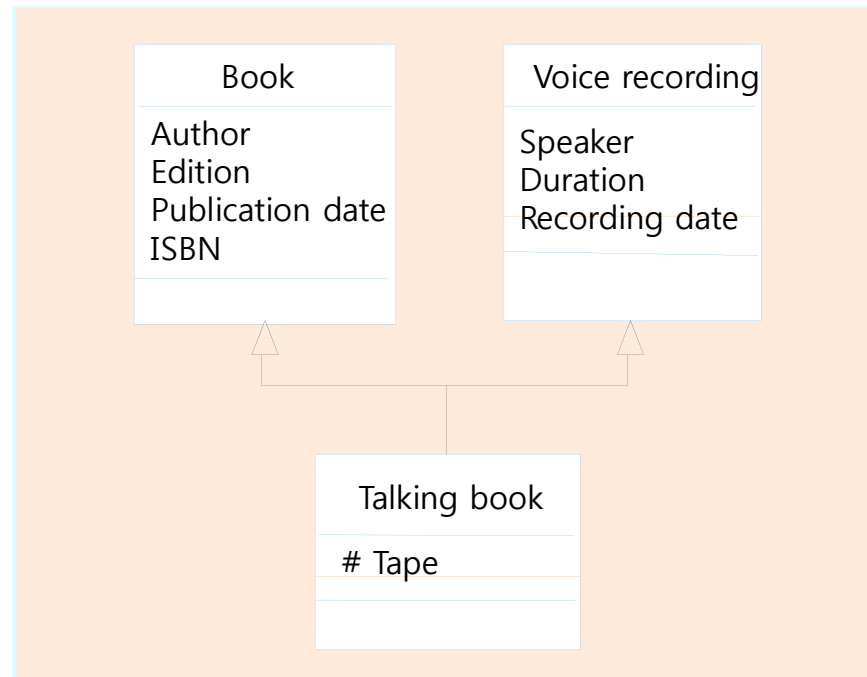 Book
Author
Edition
Publication date
ISBN
Voice recording
Speaker
Duration
Recording date
Talking book
# Tape